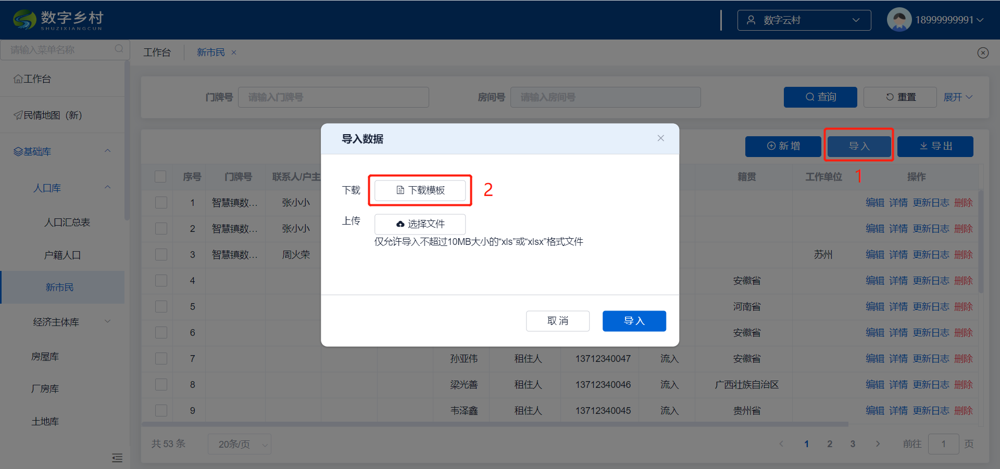 数字乡村
SHUZIXIANGCUN
数字云村
18999999991
请输入菜单名称
工作台
新市民
工作台
民情地图（新）
基础库
人口库
人口汇总表
户籍人口
新市民
经济主体库
房屋库
厂房库
土地库
门牌号 请输入门牌号 房间号 请输入房间号 查询 重置 展开
新增 导入 导出
1
序号 门牌号 联系人/户主 籍贯 工作单位 操作
1 智慧镇数... 张小小 编辑 详情 更新日志 删除
2 智慧镇数... 张小小 编辑 详情 更新日志 删除
3 智慧镇数... 周火荣 苏州 编辑 详情 更新日志 删除
4 安徽省 编辑 详情 更新日志 删除
5 河南省 编辑 详情 更新日志 删除
6 安徽省 编辑 详情 更新日志 删除
7 孙亚伟 租住人 13712340047 流入 安徽省 编辑 详情 更新日志 删除
8 梁光善 租住人 13712340046 流入 广西壮族自治区 编辑 详情 更新日志 删除
9 韦泽鑫 租住人 13712340045 流入 贵州省 编辑 详情 更新日志 删除
共 53 条 20条/页 1 2 3 前往 1 页
导入数据
下载 下载模板 2
上传 选择文件
仅允许导入不超过10MB大小的“xls”或“xlsx”格式文件
取消 导入